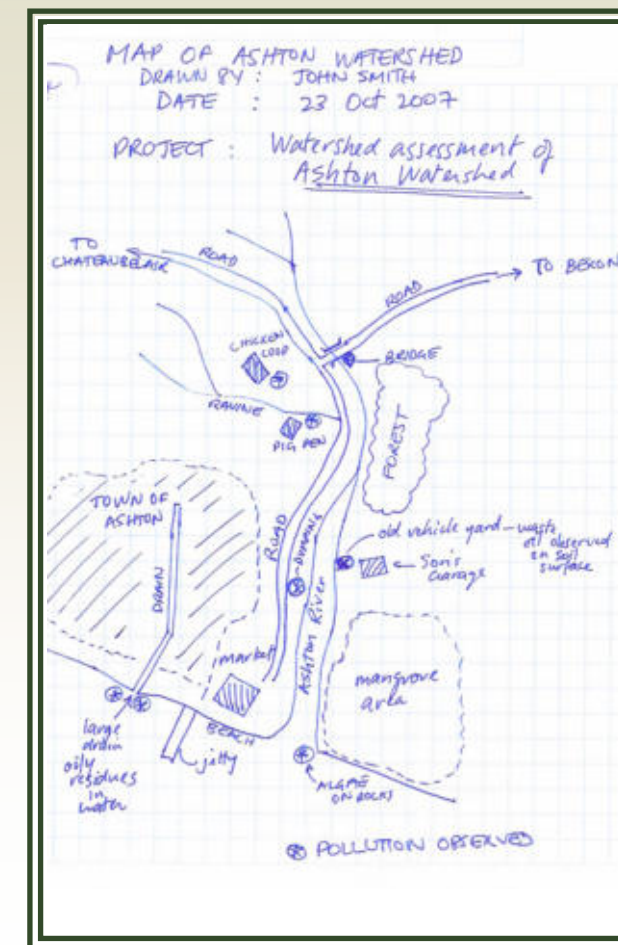 MAP OF ASHTON WATERSHED
DRAWN BY : JOHN SMITH
DATE : 23 Oct 2007
PROJECT : Watershed assessment of
Ashton Watershed
TO
CHATEAUBELAIR
ROAD
ROAD
TO BEKON
CHICKEN
COOP
BRIDGE
RAVINE
PIG PEN
FOREST
TOWN OF
ASHTON
DRAIN
ROAD
DUMPING
old vehicle yard - waste
oil observed
on soil
surface
Son's
Garage
Ashton River
market
mangrove
area
BEACH
large
drain
oily
residues
in
water
jetty
ALGAE
ON ROCKS
POLLUTION OBSERVED